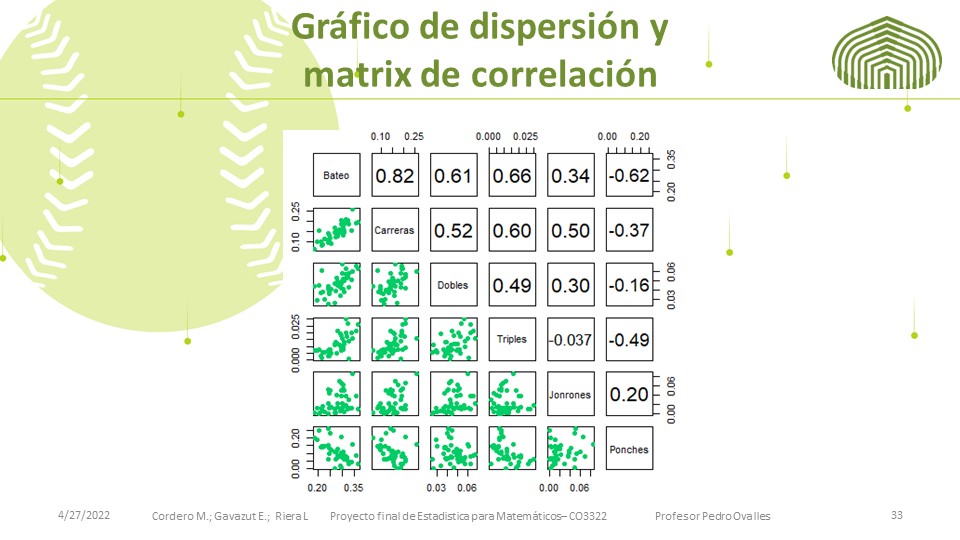 Gráfico de dispersión y
matrix de correlación
0.10 0.25 0.000 0.025 0.00 0.20
Bateo 0.82 0.61 0.66 0.34 -0.62 0.20 0.35
0.10 0.25 Carreras 0.52 0.60 0.50 -0.37
Dobles 0.49 0.30 -0.16 0.03 0.06
0.000 0.025 Triples -0.037 -0.49
Jonrones 0.20 0.00 0.06
0.00 0.20 Ponches
0.20 0.35 0.03 0.06 0.00 0.06
4/27/2022 Cordero M.; Gavazut E.; Riera L Proyecto final de Estadistica para Matemáticos– CO3322 Profesor Pedro Ovalles 33